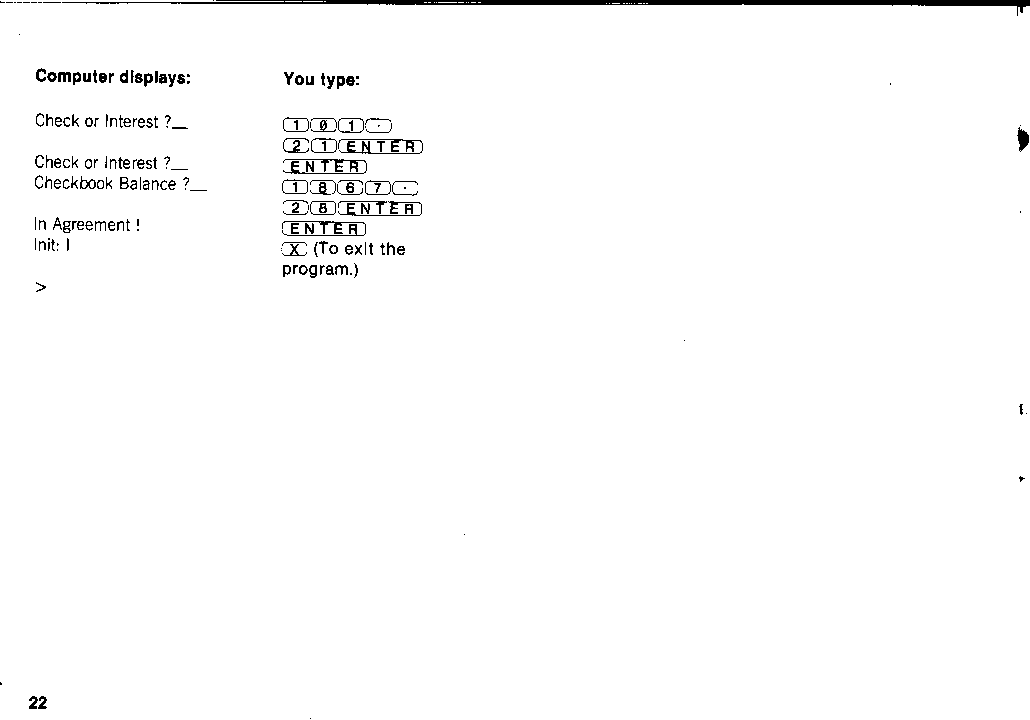 Computer displays: You type:
Check or Interest ?_ 1 0 1 .
2 1 ENTER
Check or Interest ?_ ENTER
Checkbook Balance ?_ 1 8 6 7 .
2 8 ENTER
In Agreement ! ENTER
Init: I X (To exit the
program.)
>
22